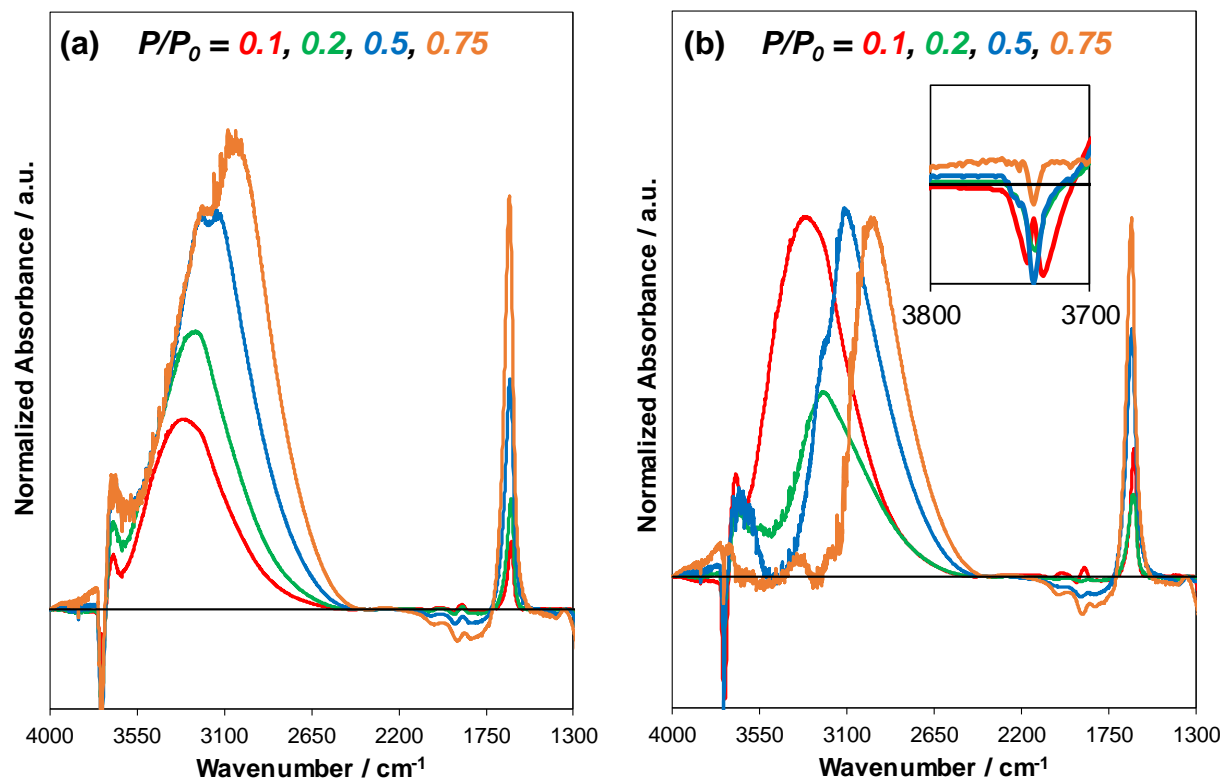 (a) P/P0 = 0.1, 0.2, 0.5, 0.75
Normalized Absorbance / a.u.
4000 3550 3100 2650 2200 1750 1300
Wavenumber / cm-1
(b) P/P0 = 0.1, 0.2, 0.5, 0.75
3800 3700
Normalized Absorbance / a.u.
4000 3550 3100 2650 2200 1750 1300
Wavenumber / cm-1